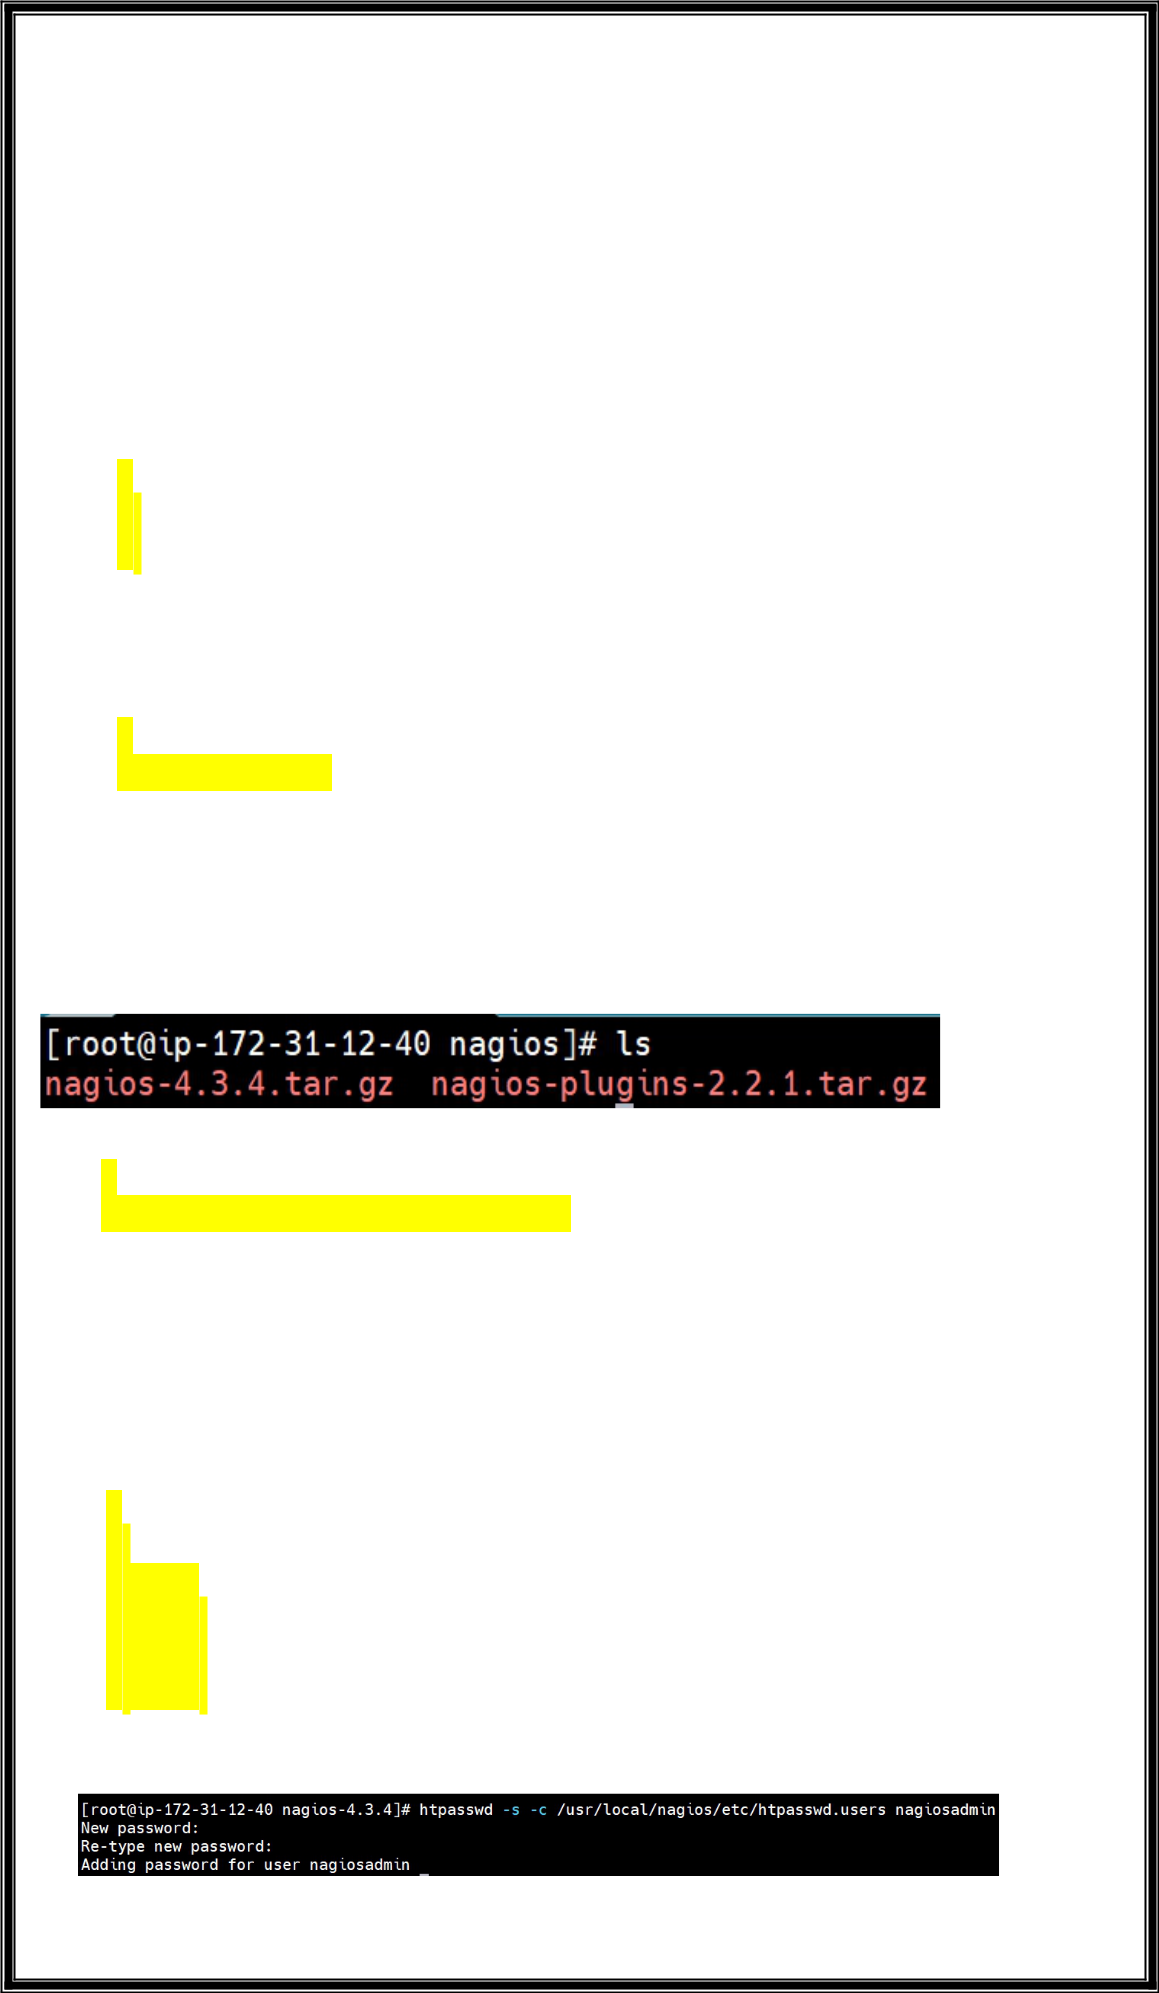 [root@ip-172-31-12-40 nagios]# ls
nagios-4.3.4.tar.gz  nagios-plugins-2.2.1.tar.gz
[root@ip-172-31-12-40 nagios-4.3.4]# htpasswd -s -c /usr/local/nagios/etc/htpasswd.users nagiosadmin
New password:
Re-type new password:
Adding password for user nagiosadmin